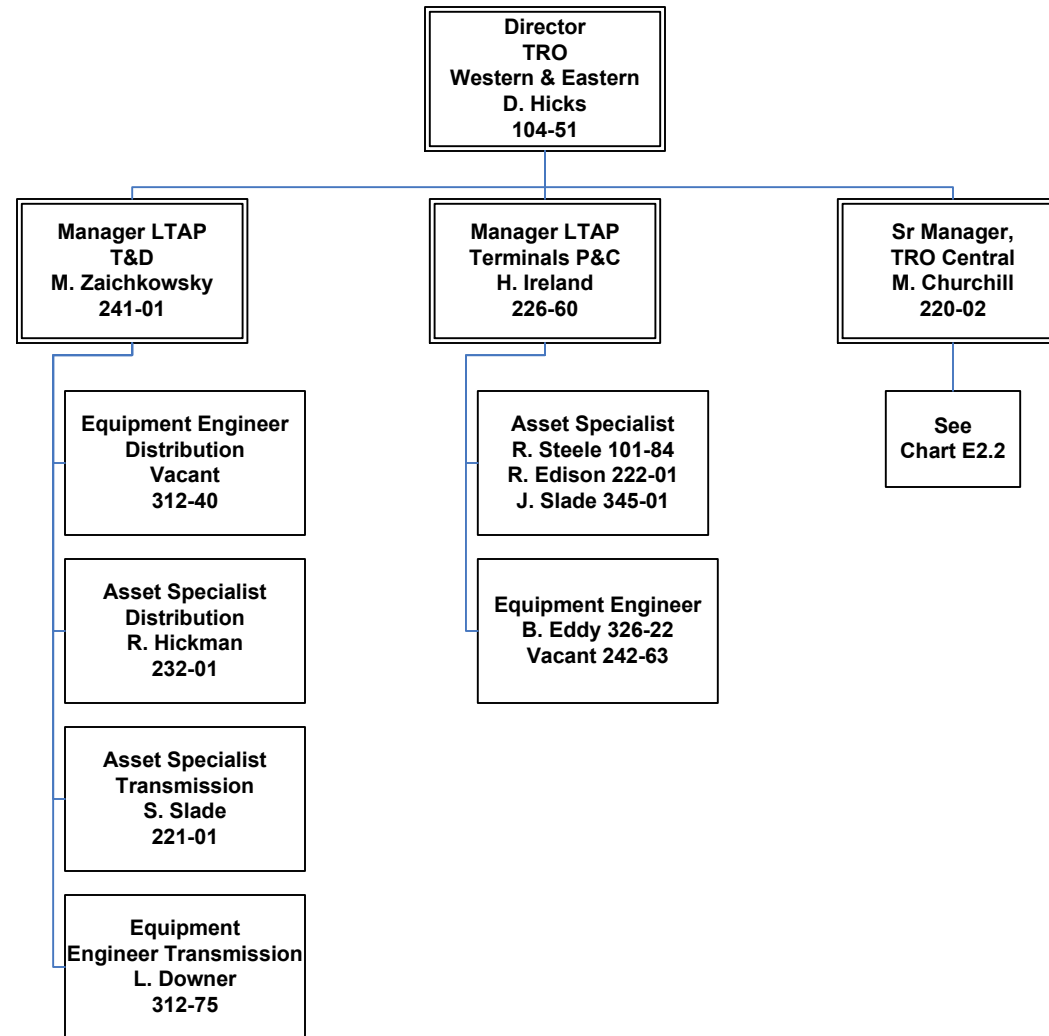 Director
TRO
Western & Eastern
D. Hicks
104-51
Manager LTAP
T&D
M. Zaichkowsky
241-01
Manager LTAP
Terminals P&C
H. Ireland
226-60
Sr Manager,
TRO Central
M. Churchill
220-02
Equipment Engineer
Distribution
Vacant
312-40
Asset Specialist
Distribution
R. Hickman
232-01
Asset Specialist
Transmission
S. Slade
221-01
Equipment
Engineer Transmission
L. Downer
312-75
Asset Specialist
R. Steele 101-84
R. Edison 222-01
J. Slade 345-01
Equipment Engineer
B. Eddy 326-22
Vacant 242-63
See
Chart E2.2